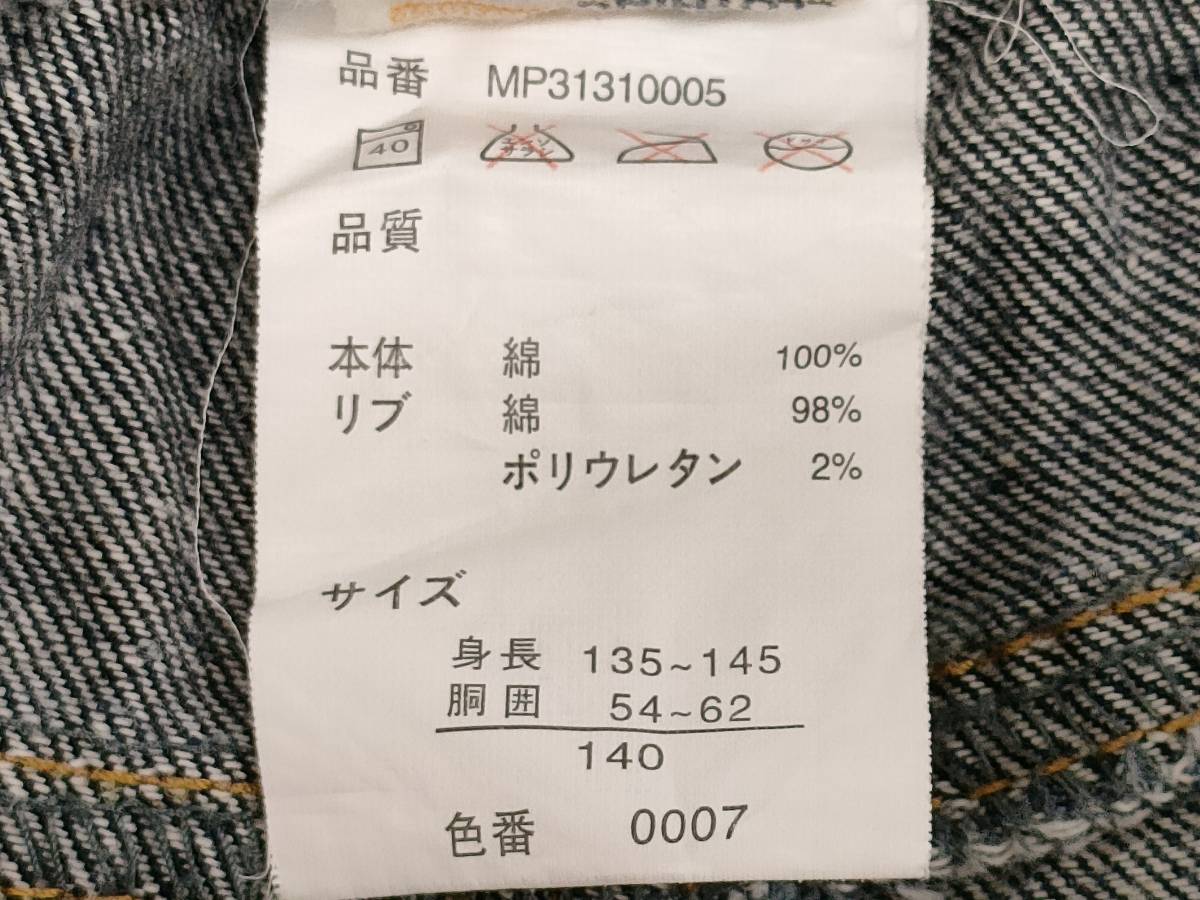 品番 MP31310005
40
品質
本体 綿 100%
リブ 綿 98%
ポリウレタン 2%
サイズ
身長 135~145
胴囲 54~62
140
色番 0007